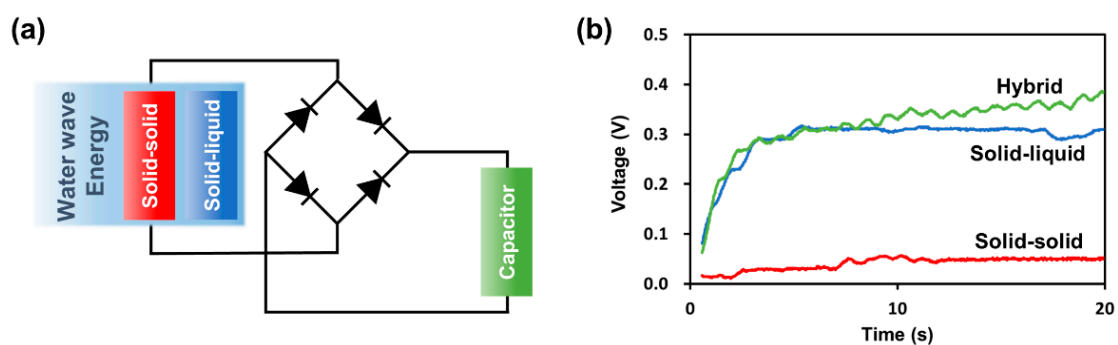 (a)
Water wave
Energy
Solid-solid
Solid-liquid
Capacitor
(b)
Voltage (V)
0.5
0.4
0.3
0.2
0.1
0.0
Hybrid
Solid-liquid
Solid-solid
0
10
20
Time (s)